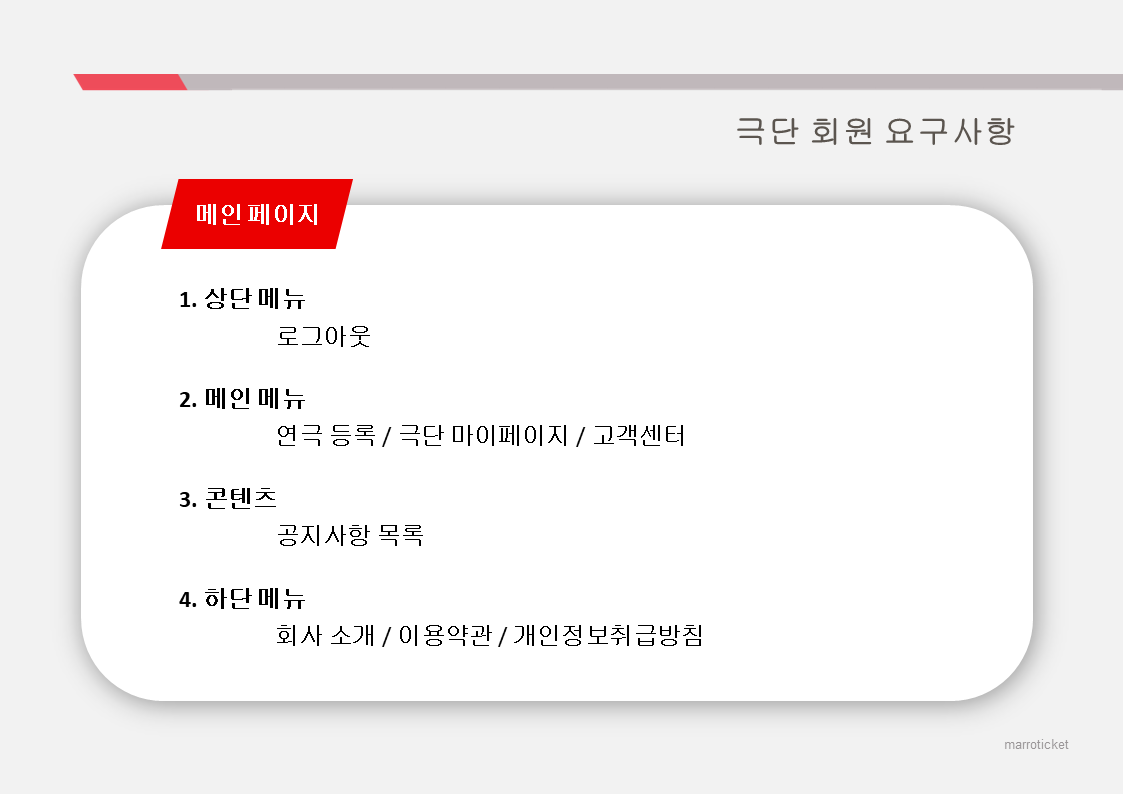 극단 회원 요구사항
메인 페이지
1. 상단 메뉴
로그아웃
2. 메인 메뉴
연극 등록 / 극단 마이페이지 / 고객센터
3. 콘텐츠
공지사항 목록
4. 하단 메뉴
회사 소개 / 이용약관 / 개인정보취급방침
marroticket